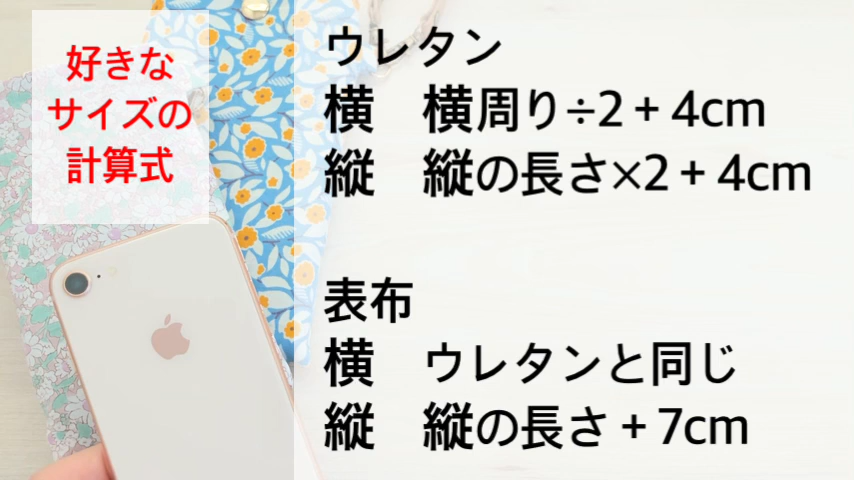 好きな
サイズの
計算式
ウレタン
横　横周り÷2+4cm
縦　縦の長さ×2+4cm
表布
横　ウレタンと同じ
縦　縦の長さ+7cm